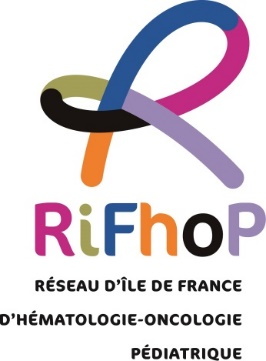 RiFhoP
RÉSEAU D'ÎLE DE FRANCE
D'HÉMATOLOGIE-ONCOLOGIE
PÉDIATRIQUE